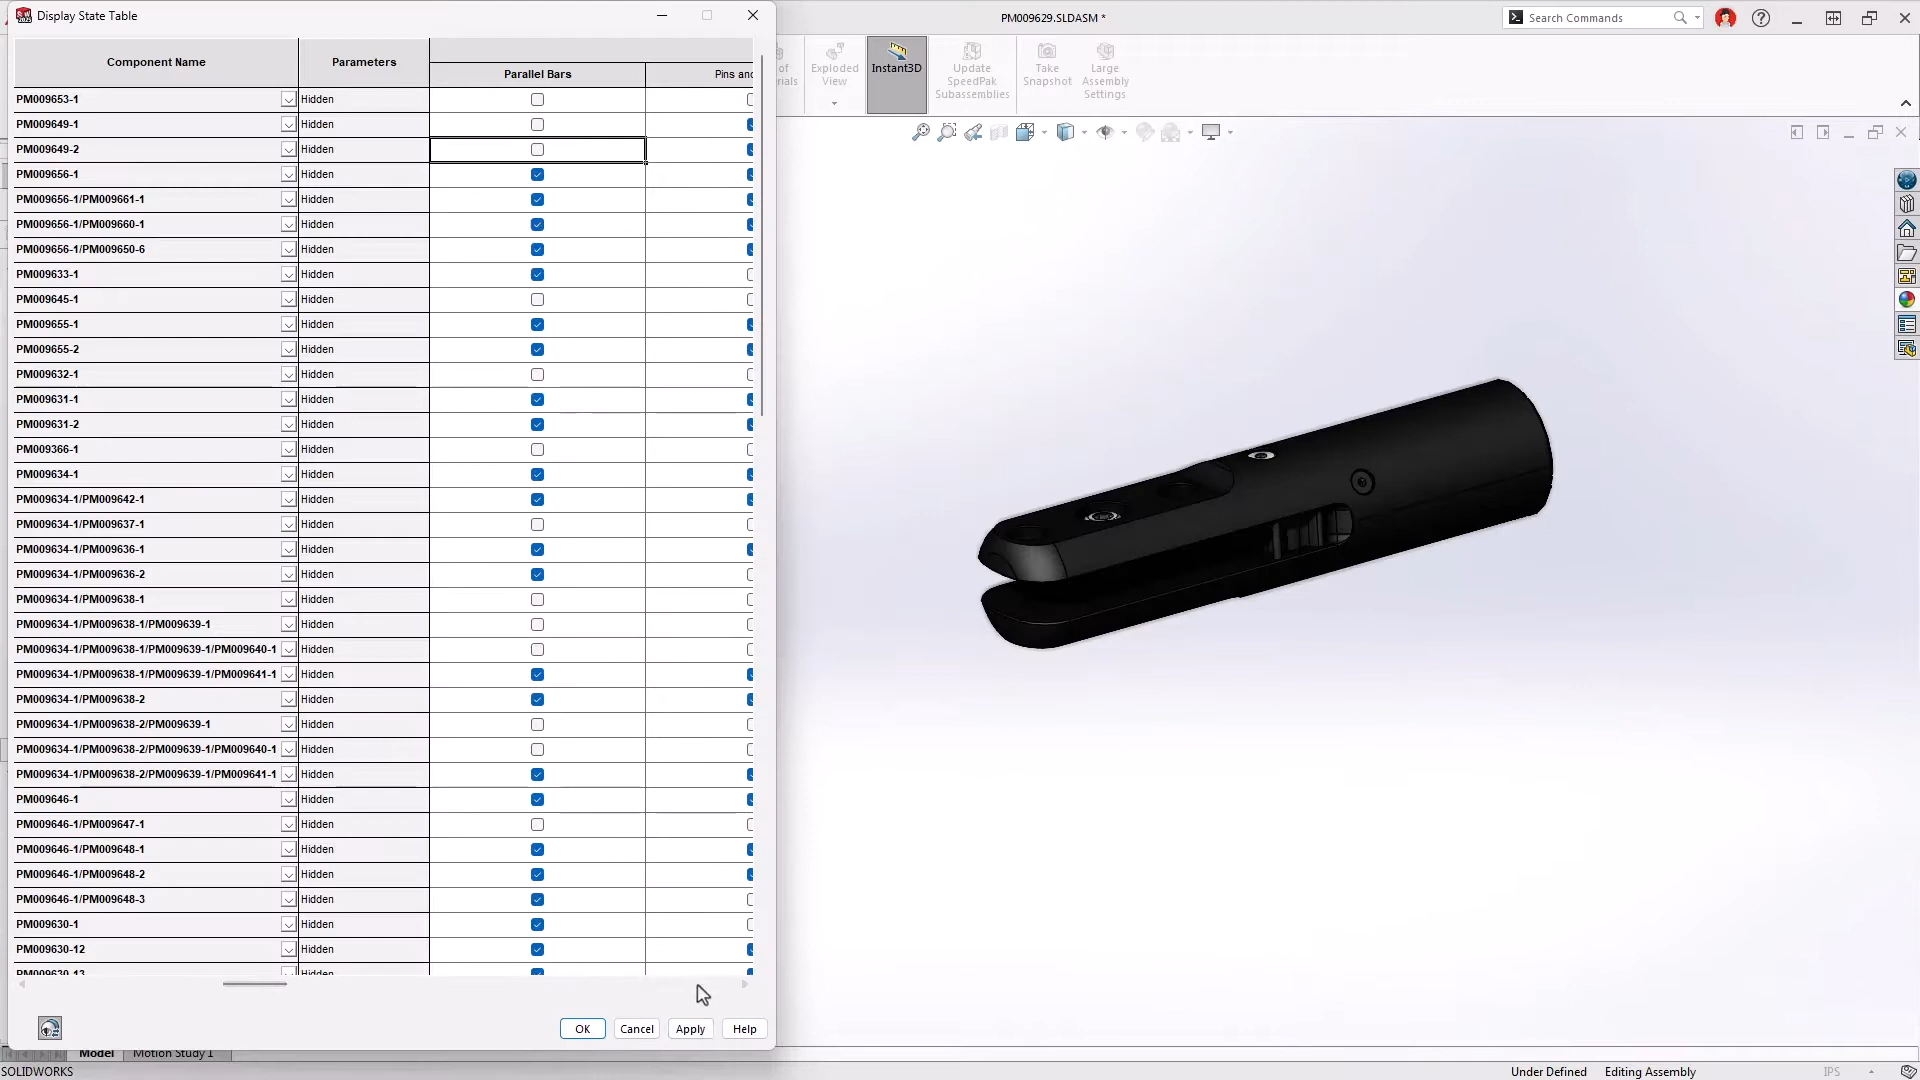 Display State Table
PM009629.SLDASM *
Search Commands
Exploded View
Instant3D
Update SpeedPak Subassemblies
Take Snapshot
Large Assembly Settings
Component Name Parameters
Parallel Bars Pins and
PM009653-1 Hidden
PM009649-1 Hidden
PM009649-2 Hidden
PM009656-1 Hidden
PM009656-1/PM009661-1 Hidden
PM009656-1/PM009660-1 Hidden
PM009656-1/PM009650-6 Hidden
PM009633-1 Hidden
PM009645-1 Hidden
PM009655-1 Hidden
PM009655-2 Hidden
PM009632-1 Hidden
PM009631-1 Hidden
PM009631-2 Hidden
PM009366-1 Hidden
PM009634-1 Hidden
PM009634-1/PM009642-1 Hidden
PM009634-1/PM009637-1 Hidden
PM009634-1/PM009636-1 Hidden
PM009634-1/PM009636-2 Hidden
PM009634-1/PM009638-1 Hidden
PM009634-1/PM009638-1/PM009639-1 Hidden
PM009634-1/PM009638-1/PM009639-1/PM009640-1 Hidden
PM009634-1/PM009638-1/PM009639-1/PM009641-1 Hidden
PM009634-1/PM009638-2 Hidden
PM009634-1/PM009638-2/PM009639-1 Hidden
PM009634-1/PM009638-2/PM009639-1/PM009640-1 Hidden
PM009634-1/PM009638-2/PM009639-1/PM009641-1 Hidden
PM009646-1 Hidden
PM009646-1/PM009647-1 Hidden
PM009646-1/PM009648-1 Hidden
PM009646-1/PM009648-2 Hidden
PM009646-1/PM009648-3 Hidden
PM009630-1 Hidden
PM009630-12 Hidden
PM009630-13 Hidden
OK Cancel Apply Help
Model Motion Study 1
SOLIDWORKS
Under Defined Editing Assembly IPS